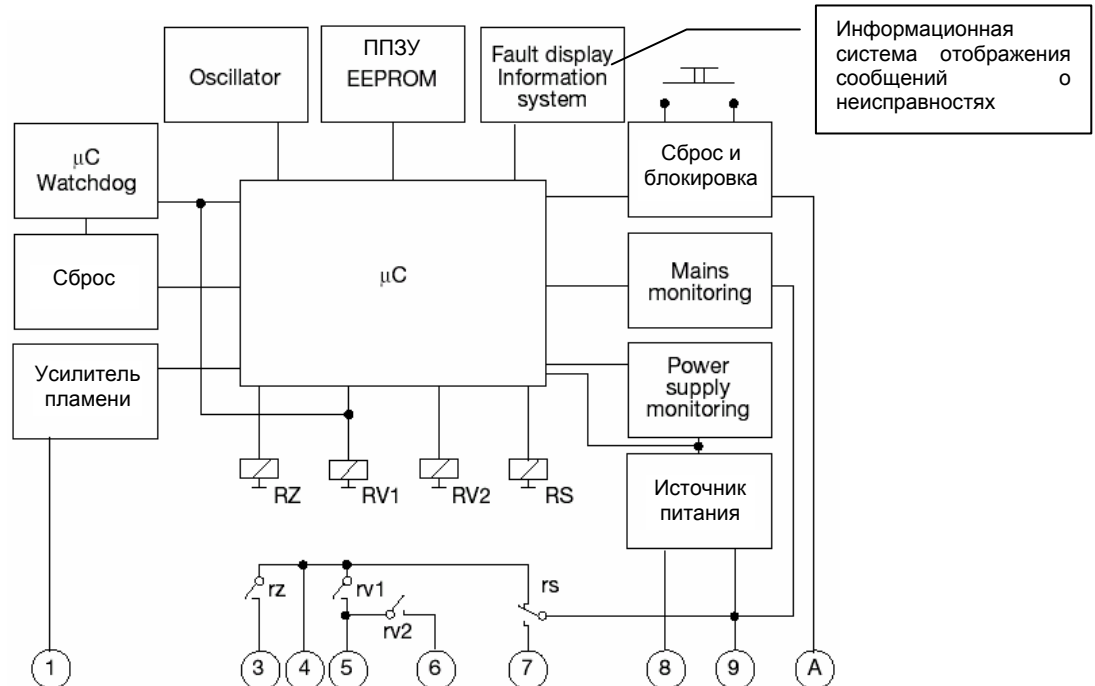 Информационная
система отображения
сообщений о
неисправностях
Oscillator
ППЗУ
EEPROM
Fault display
Information
system
μC
Watchdog
Сброс и
блокировка
Сброс
μC
Mains
monitoring
Усилитель
пламени
Power
supply
monitoring
RZ
RV1
RV2
RS
Источник
питания
rz
rv1
rv2
rs
1
3
4
5
6
7
8
9
A